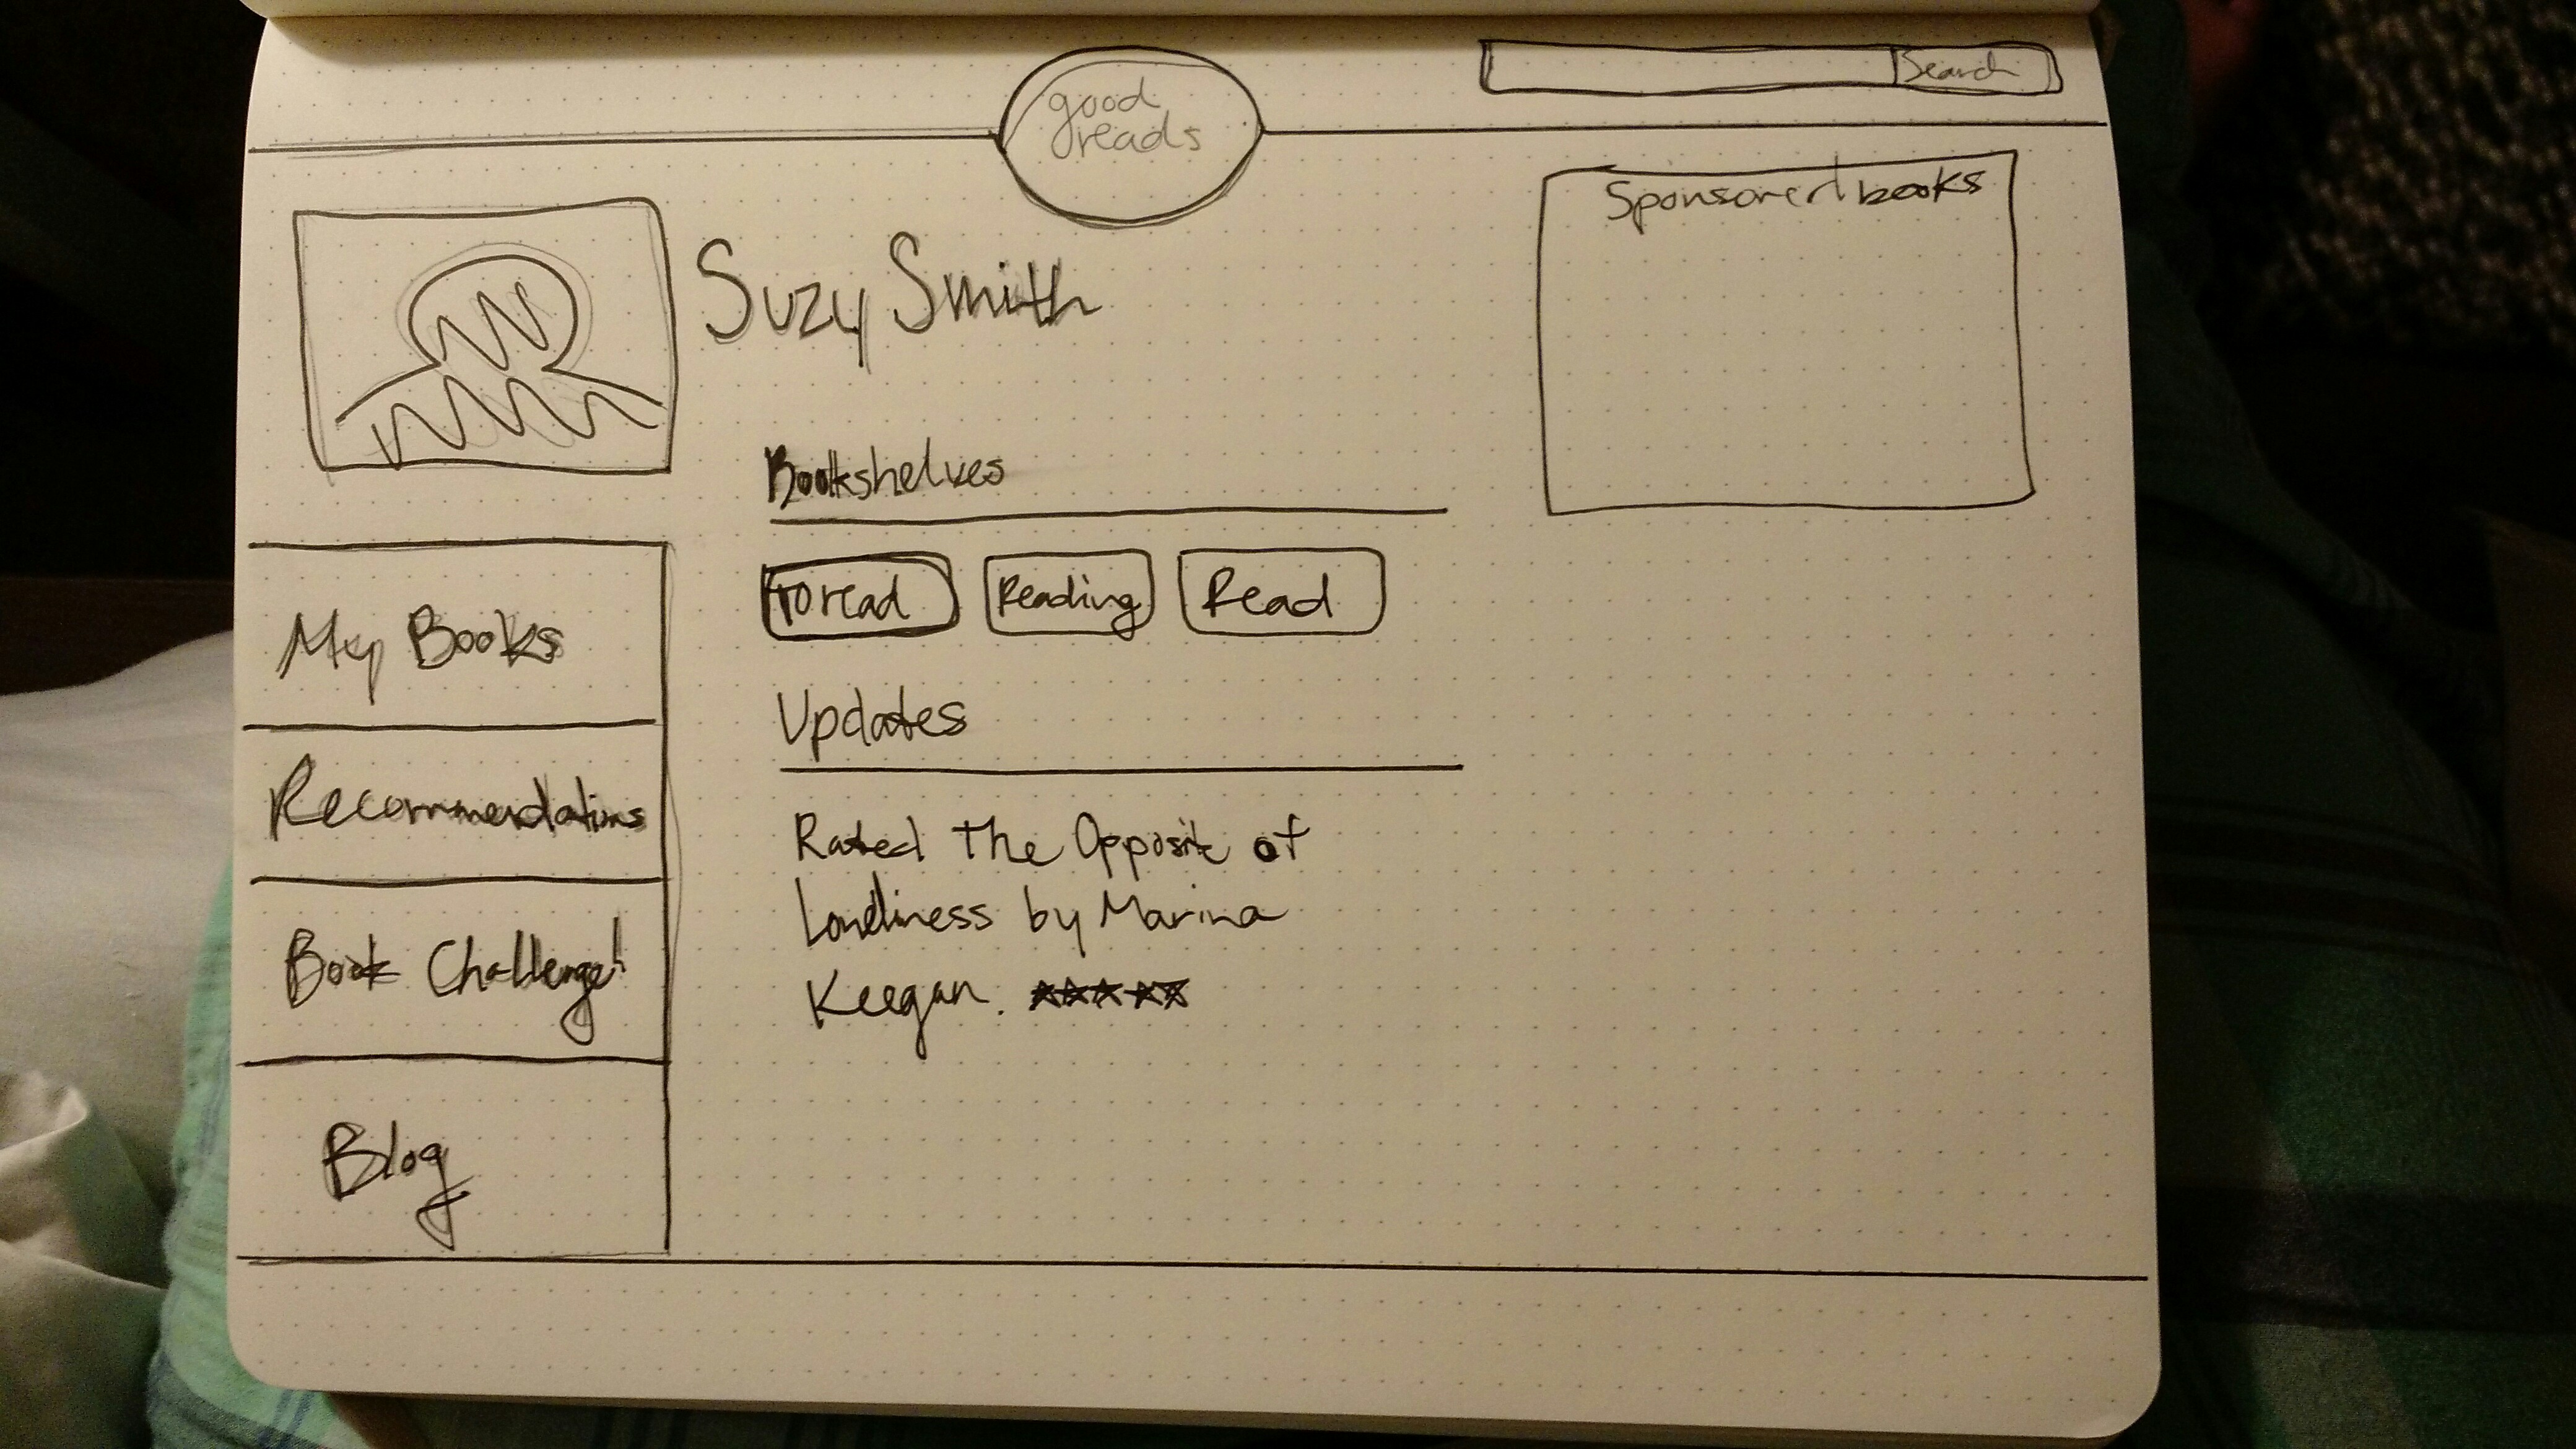 good
reads
Search
Sponsored books
Suzy Smith
Bookshelves
To read
Reading
Read
My Books
Recommendations
Book Challenge!
Blog
Updates
Rated The Opposite of
Loneliness by Marina
Keegan. ★★★★★